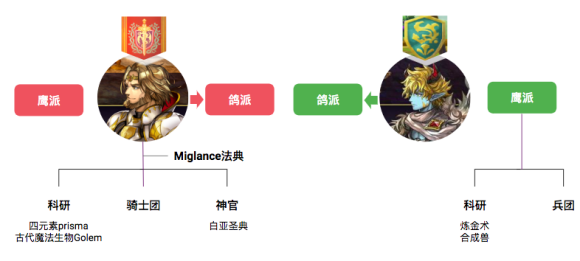 鹰派
鸽派
鸽派
鹰派
Miglance法典
科研
骑士团
神官
科研
兵团
四元素prisma
古代魔法生物Golem
白亚圣典
炼金术
合成兽